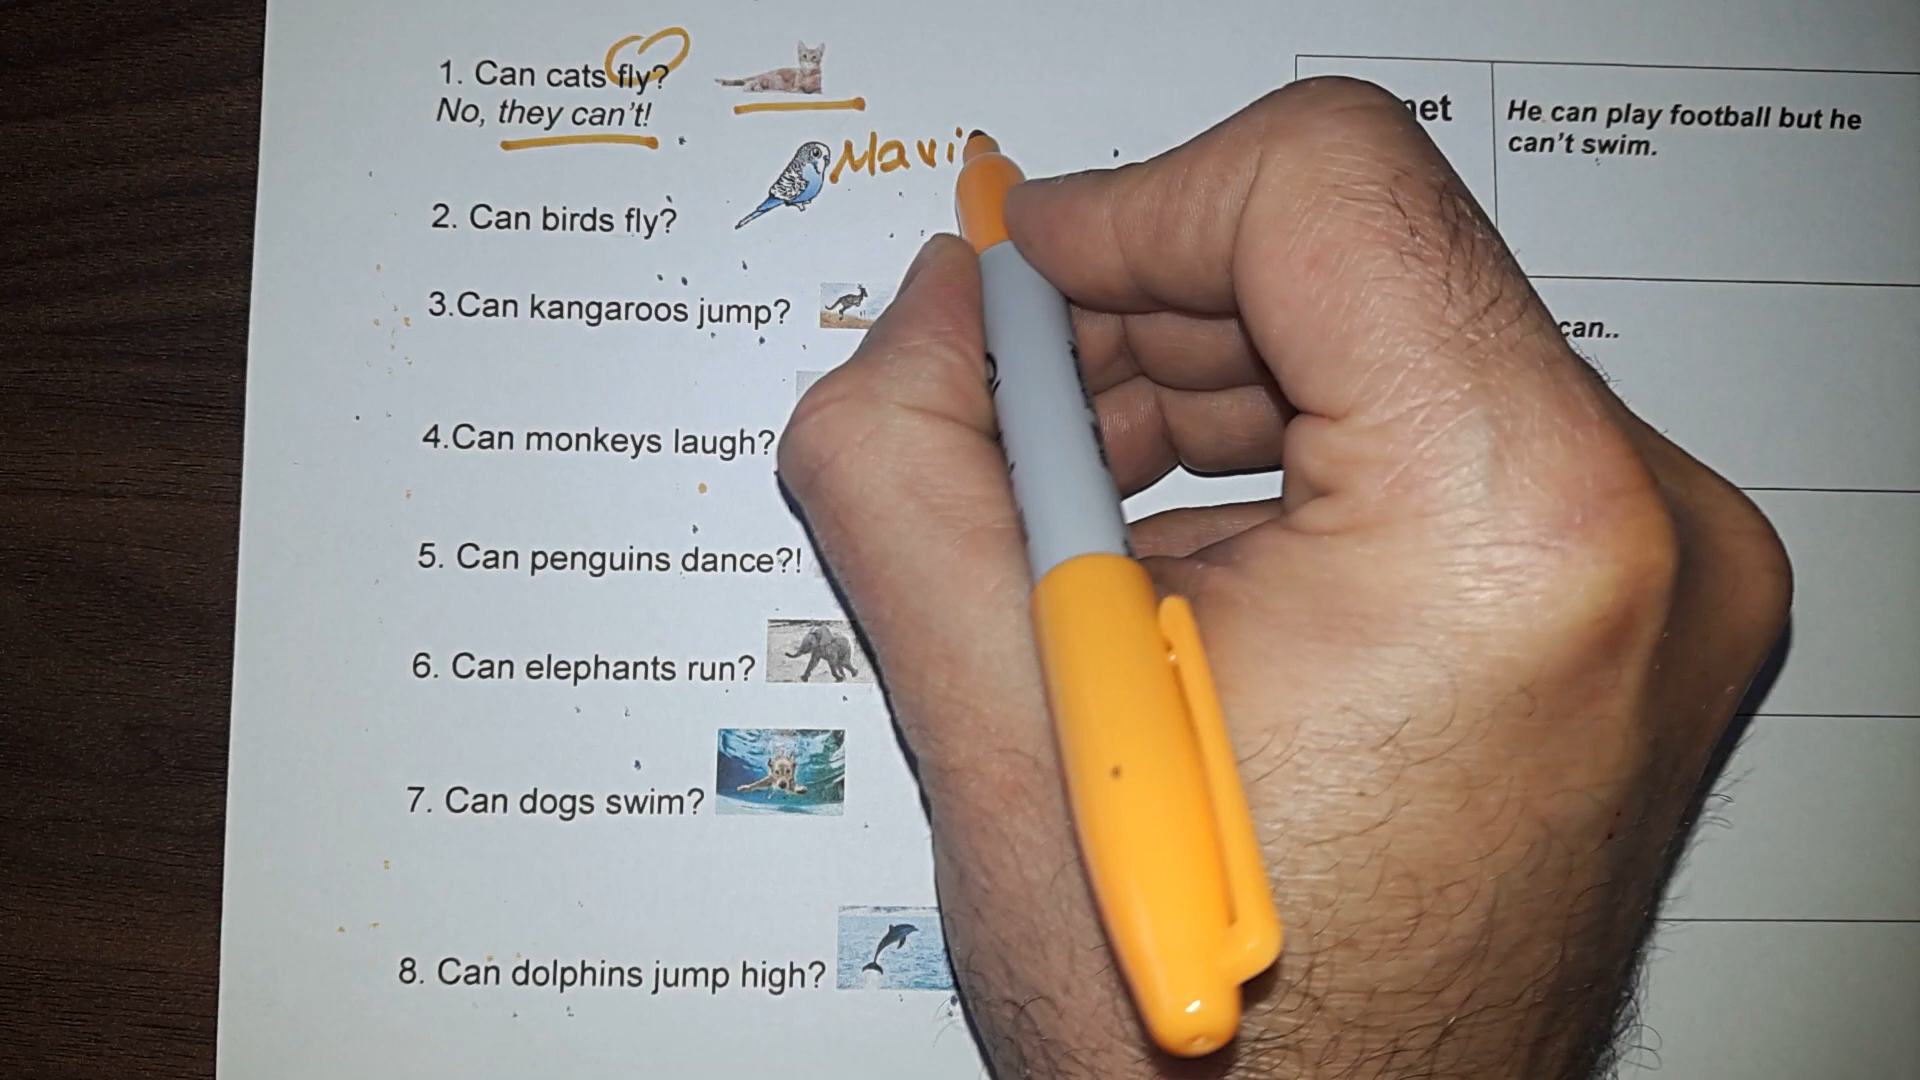 1. Can cats fly?
No, they can't!
Mavi
2. Can birds fly?
3.Can kangaroos jump?
4.Can monkeys laugh?
5. Can penguins dance?!
6. Can elephants run?
7. Can dogs swim?
8. Can dolphins jump high?
He can play football but he
can't swim.
can..